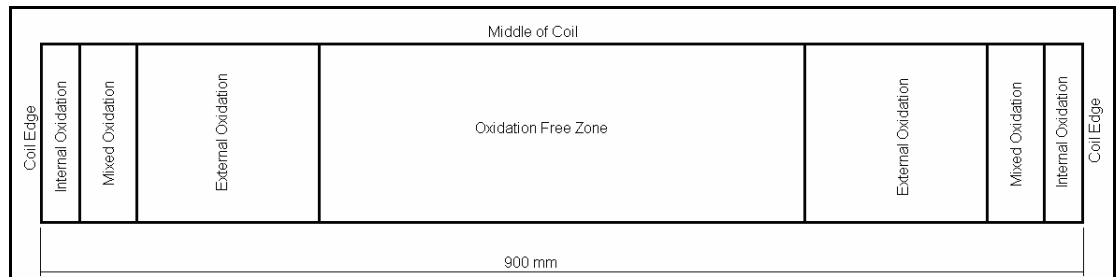 Middle of Coil
Coil Edge
Internal Oxidation
Mixed Oxidation
External Oxidation
Oxidation Free Zone
External Oxidation
Mixed Oxidation
Internal Oxidation
Coil Edge
900 mm